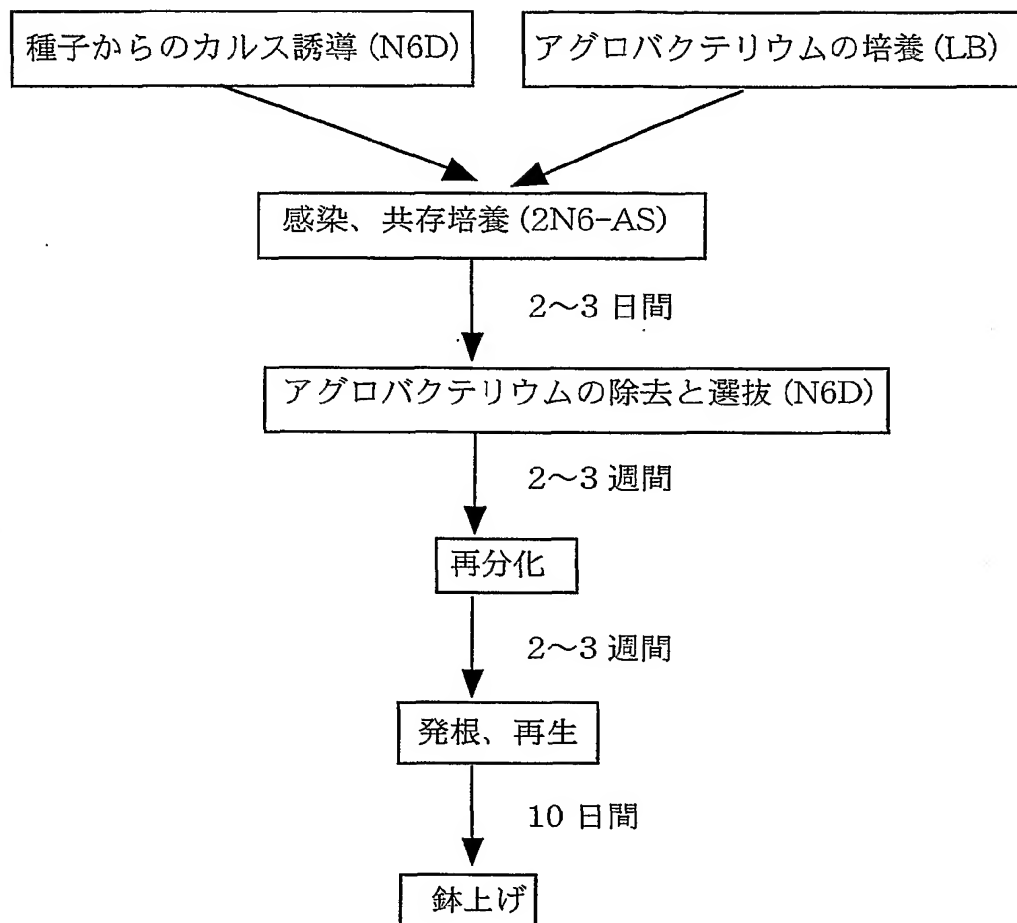 種子からのカルス誘導 (N6D)
アグロバクテリウムの培養 (LB)
感染、共存培養 (2N6-AS)
2〜3 日間
アグロバクテリウムの除去と選抜 (N6D)
2〜3 週間
再分化
2〜3 週間
発根、再生
10 日間
鉢上げ